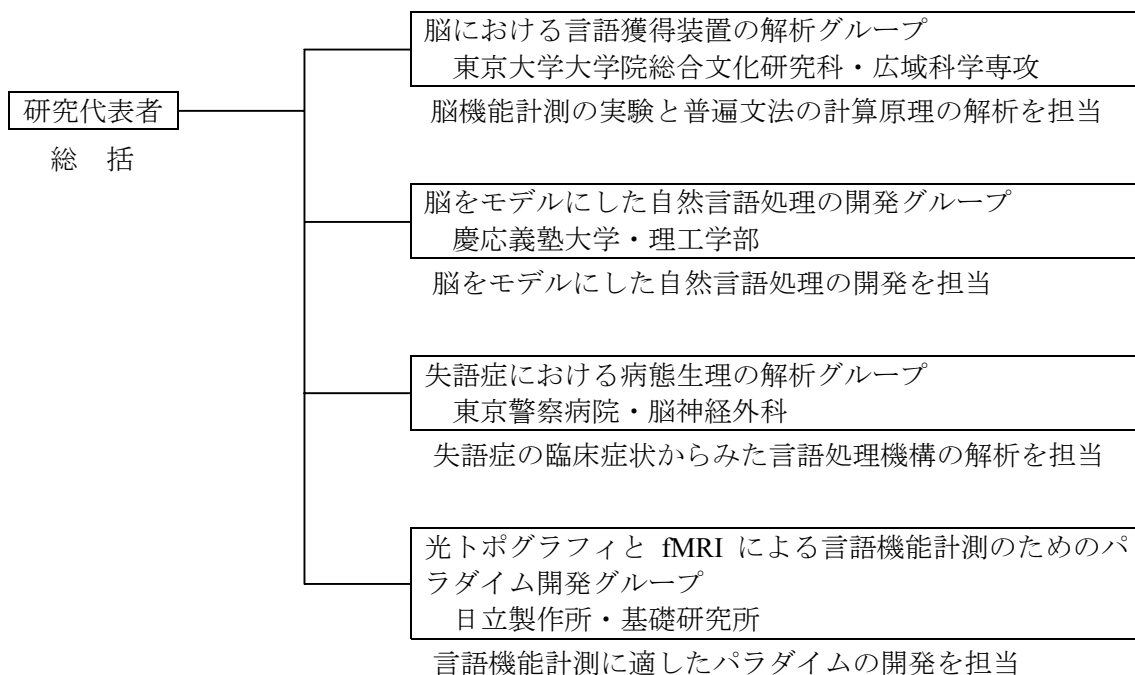 脳における言語獲得装置の解析グループ
東京大学大学院総合文化研究科・広域科学専攻
脳機能計測の実験と普遍文法の計算原理の解析を担当
研究代表者
総 括
脳をモデルにした自然言語処理の開発グループ
慶応義塾大学・理工学部
脳をモデルにした自然言語処理の開発を担当
失語症における病態生理の解析グループ
東京警察病院・脳神経外科
失語症の臨床症状からみた言語処理機構の解析を担当
光トポグラフィと fMRI による言語機能計測のためのパ
ラダイム開発グループ
日立製作所・基礎研究所
言語機能計測に適したパラダイムの開発を担当